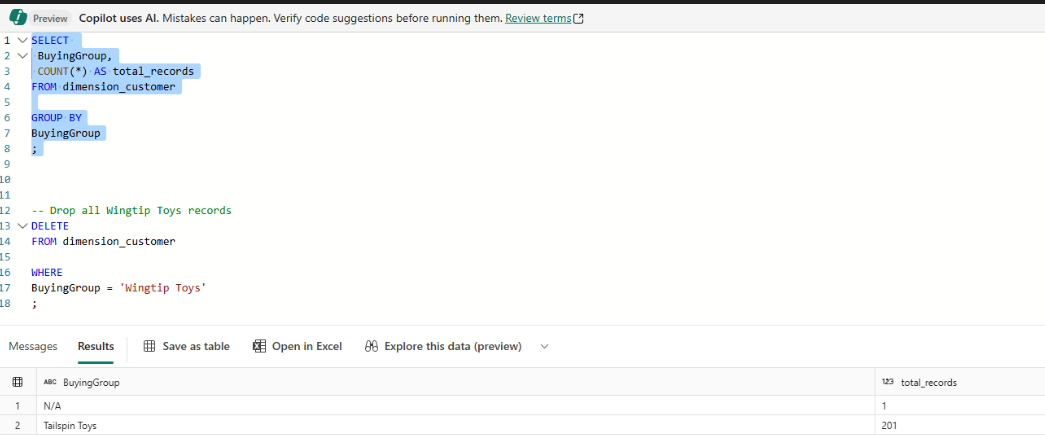 Preview Copilot uses AI. Mistakes can happen. Verify code suggestions before running them. Review terms
1 SELECT
2 BuyingGroup,
3 COUNT(*) AS total_records
4 FROM dimension_customer
5
6 GROUP BY
7 BuyingGroup
8 ;
9
10
11
12 -- Drop all Wingtip Toys records
13 DELETE
14 FROM dimension_customer
15
16 WHERE
17 BuyingGroup = 'Wingtip Toys'
18 ;
Messages Results Save as table Open in Excel Explore this data (preview)
ABC BuyingGroup 123 total_records
1 N/A 1
2 Tailspin Toys 201